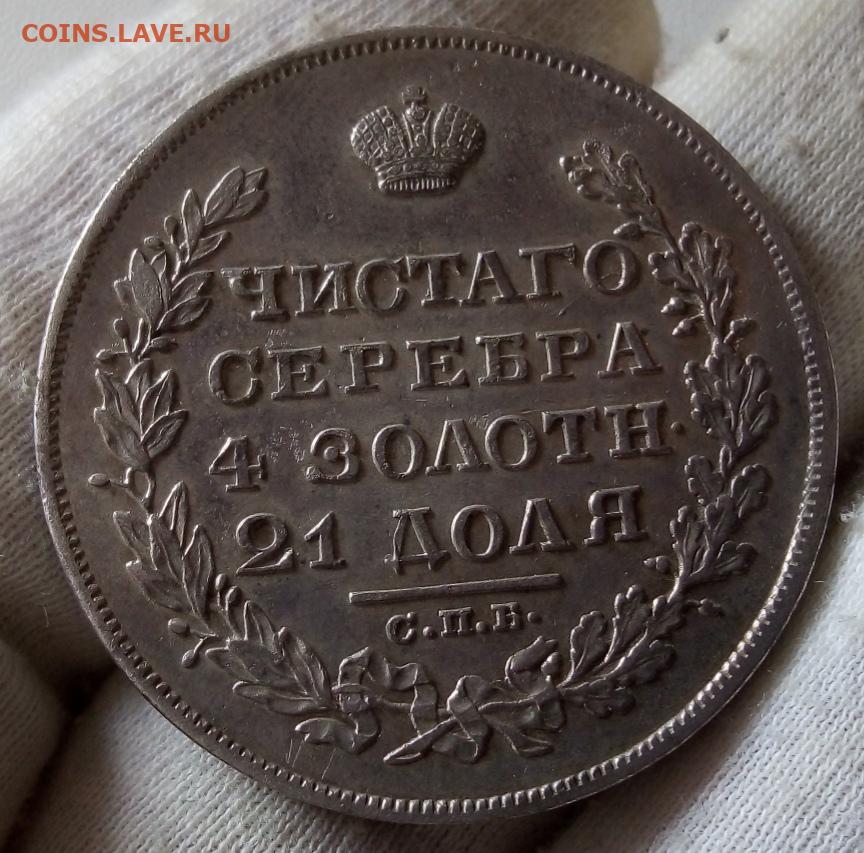 COINS.LAVE.RU
ЧИСТАГО
СЕРЕБРА
4 ЗОЛОТН.
21 ДОЛЯ
С.П.Б.